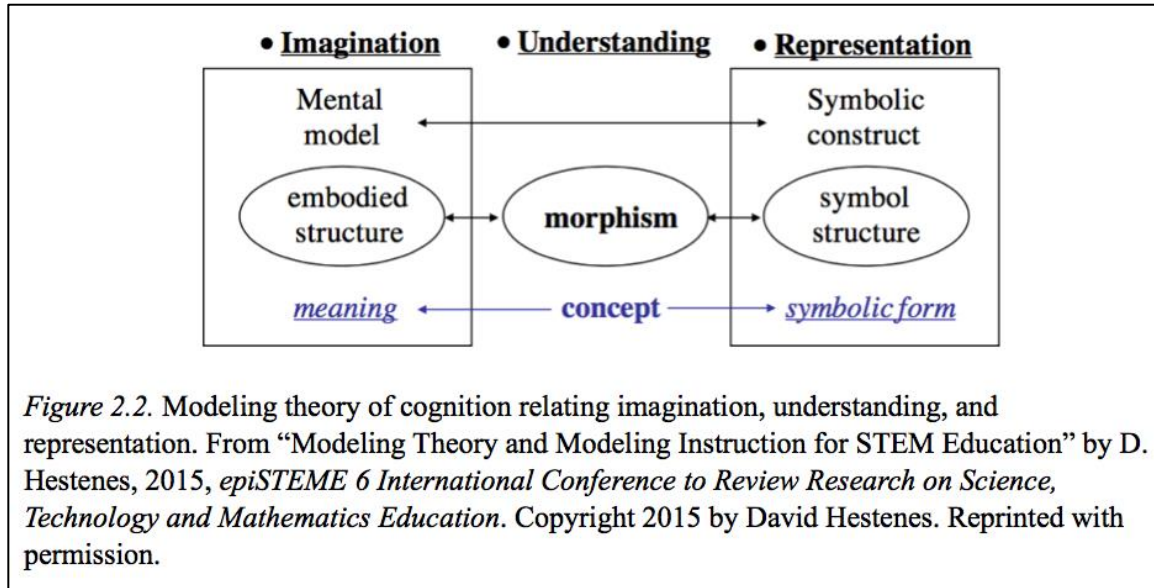 • Imagination • Understanding • Representation
Mental model
Symbolic construct
embodied structure
morphism
symbol structure
meaning
concept
symbolic form
Figure 2.2. Modeling theory of cognition relating imagination, understanding, and
representation. From “Modeling Theory and Modeling Instruction for STEM Education” by D.
Hestenes, 2015, epiSTEME 6 International Conference to Review Research on Science,
Technology and Mathematics Education. Copyright 2015 by David Hestenes. Reprinted with
permission.